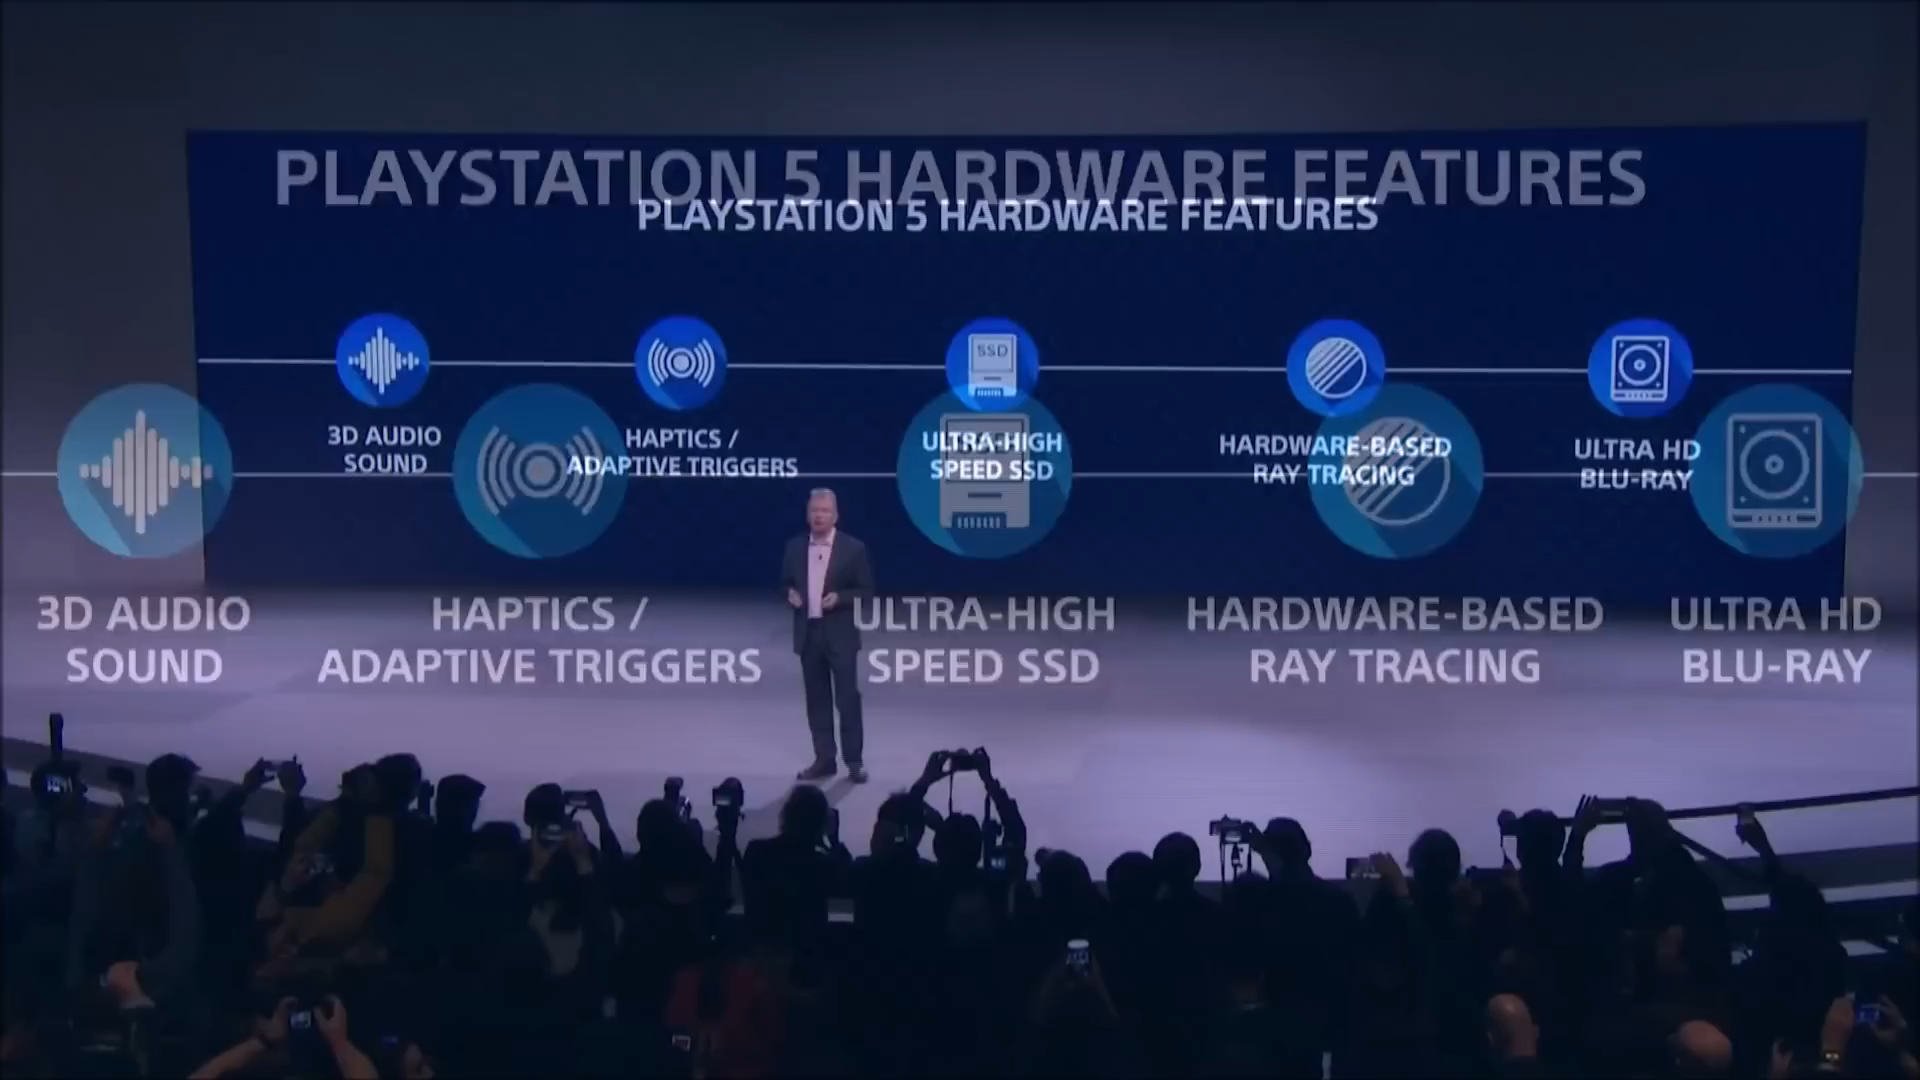 PLAYSTATION 5 HARDWARE FEATURES
PLAYSTATION 5 HARDWARE FEATURES
SSD
3D AUDIO
SOUND
HAPTICS /
ADAPTIVE TRIGGERS
ULTRA-HIGH
SPEED SSD
HARDWARE-BASED
RAY TRACING
ULTRA HD
BLU-RAY
3D AUDIO
SOUND
HAPTICS /
ADAPTIVE TRIGGERS
ULTRA-HIGH
SPEED SSD
HARDWARE-BASED
RAY TRACING
ULTRA HD
BLU-RAY